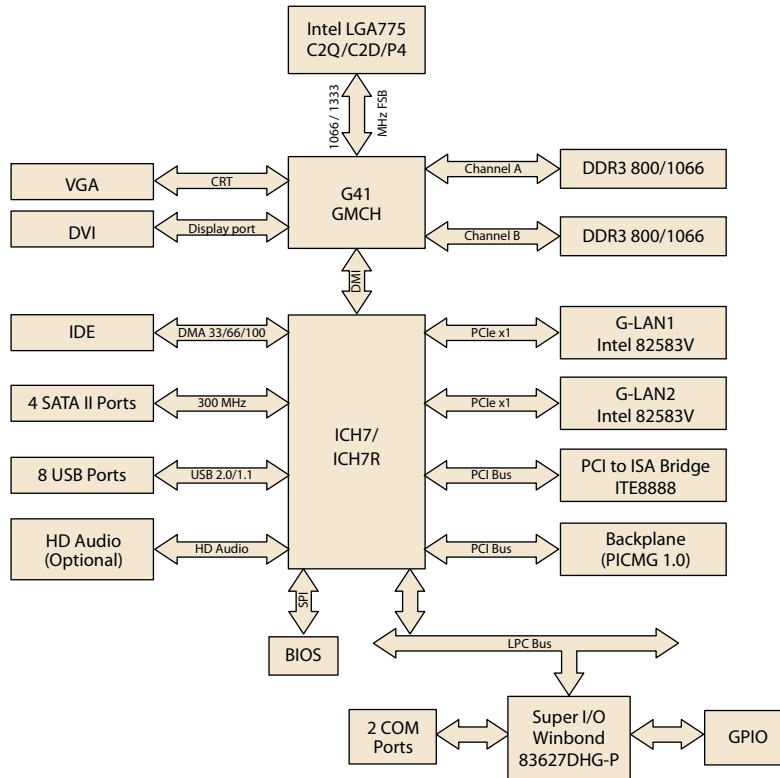 Intel LGA775
C2Q/C2D/P4
1066 / 1333
MHz FSB
VGA
CRT
G41
GMCH
Channel A
DDR3 800/1066
DVI
Display port
Channel B
DDR3 800/1066
DMI
IDE
DMA 33/66/100
PCIe x1
G-LAN1
Intel 82583V
4 SATA II Ports
300 MHz
ICH7/
ICH7R
PCIe x1
G-LAN2
Intel 82583V
8 USB Ports
USB 2.0/1.1
PCI Bus
PCI to ISA Bridge
ITE8888
HD Audio
(Optional)
HD Audio
PCI Bus
Backplane
(PICMG 1.0)
SPI
BIOS
LPC Bus
2 COM
Ports
Super I/O
Winbond
83627DHG-P
GPIO